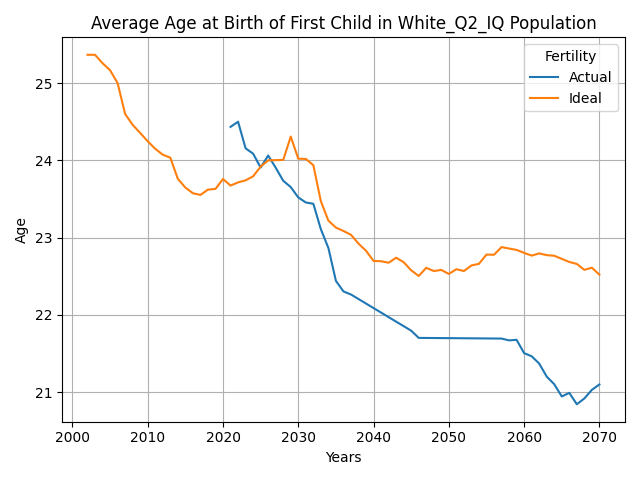 Average Age at Birth of First Child in White_Q2_IQ Population
Fertility
Actual
Ideal
Age
25
24
23
22
21
2000 2010 2020 2030 2040 2050 2060 2070
Years